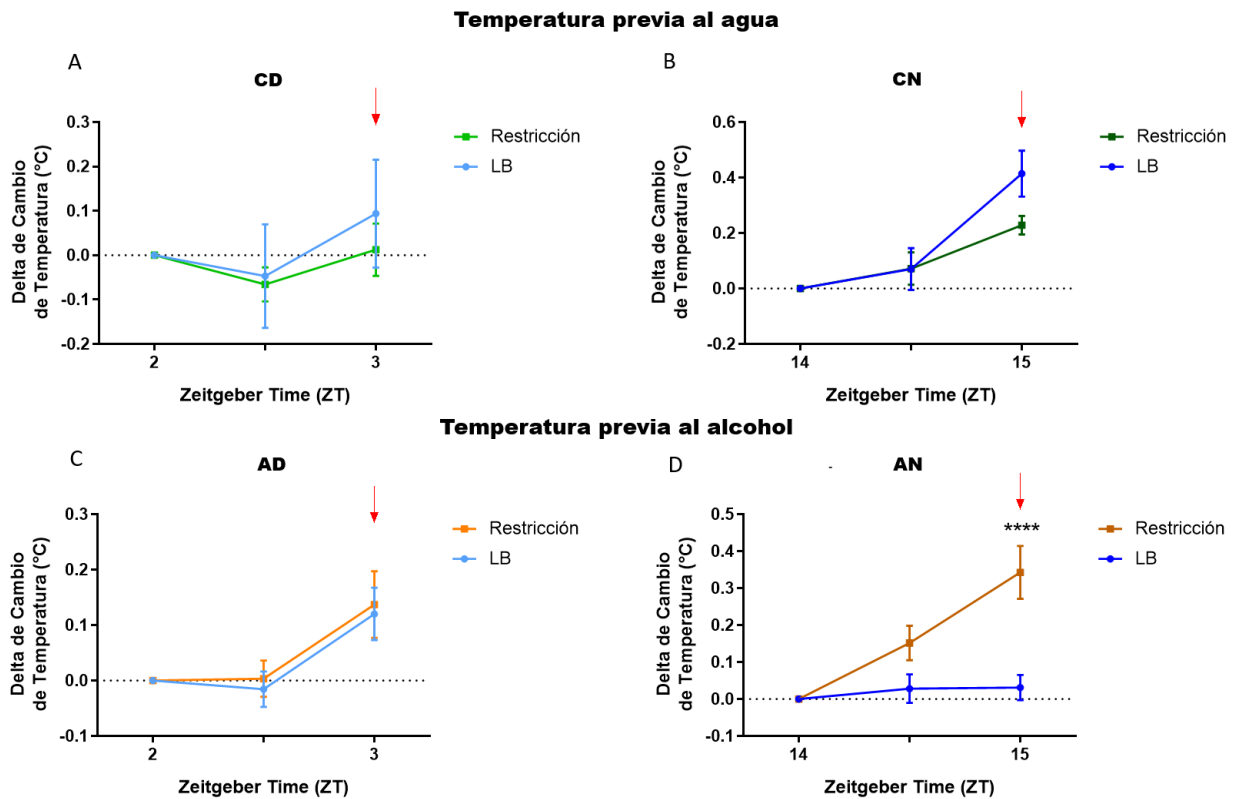 Temperatura previa al agua
A
CD
Delta de Cambio
de Temperatura (°C)
0.3
0.2
0.1
0.0
-0.1
-0.2
2
3
Zeitgeber Time (ZT)
Restricción
LB
B
CN
Delta de Cambio
de Temperatura (°C)
0.6
0.4
0.2
0.0
-0.2
14
15
Zeitgeber Time (ZT)
Restricción
LB
Temperatura previa al alcohol
C
AD
Delta de Cambio
de Temperatura (°C)
0.3
0.2
0.1
0.0
-0.1
2
3
Zeitgeber Time (ZT)
Restricción
LB
D
AN
****
Delta de Cambio
de Temperatura (°C)
0.5
0.4
0.3
0.2
0.1
0.0
-0.1
14
15
Zeitgeber Time (ZT)
Restricción
LB